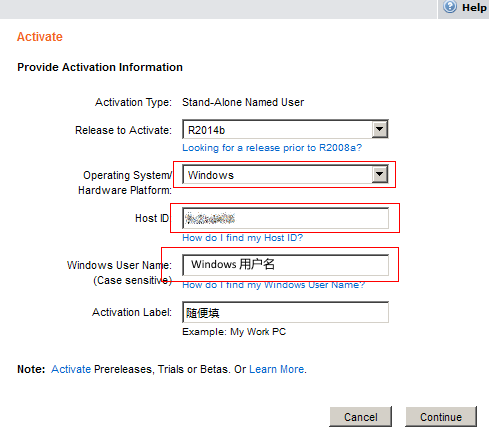 Help
Activate
Provide Activation Information
Activation Type: Stand-Alone Named User
Release to Activate: R2014b
Looking for a release prior to R2008a?
Operating System/ Windows
Hardware Platform:
Host ID
How do I find my Host ID?
Windows User Name: Windows 用户名
(Case sensitive) How do I find my Windows User Name?
Activation Label: 随便填
Example: My Work PC
Note: Activate Prereleases, Trials or Betas. Or Learn More.
Cancel Continue